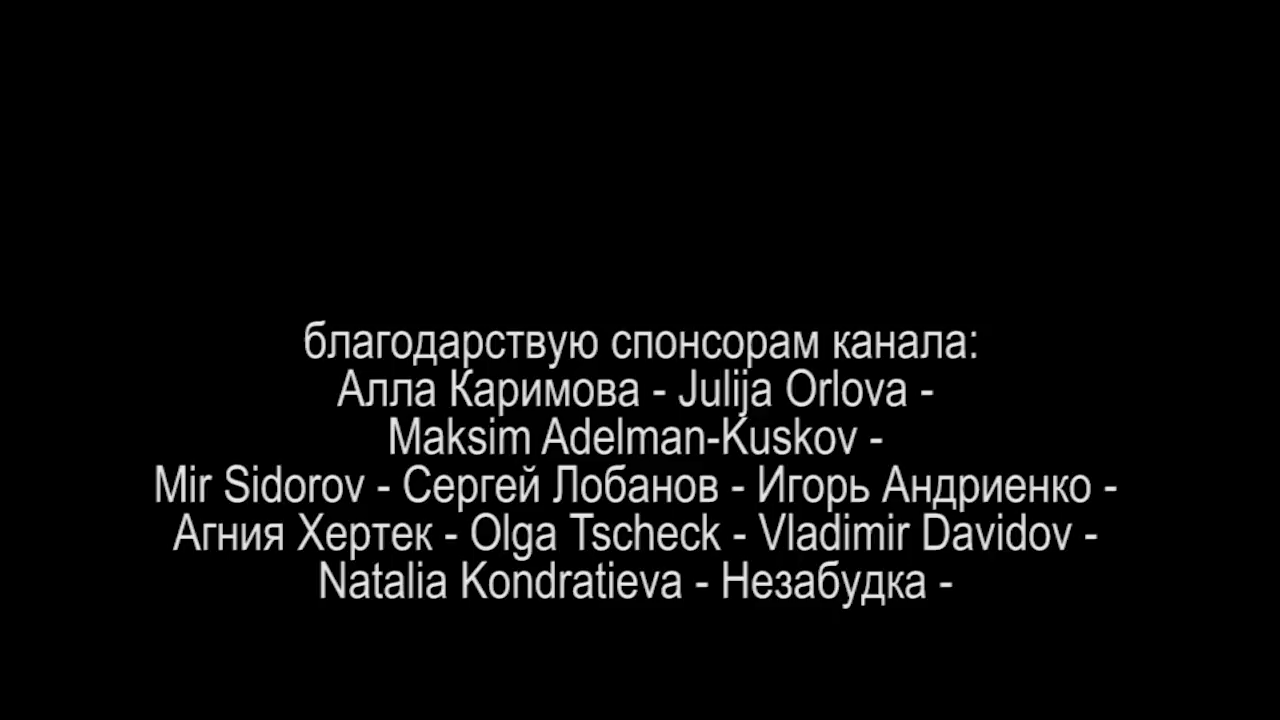 благодарствую спонсорам канала:
Алла Каримова - Julija Orlova -
Maksim Adelman-Kuskov -
Mir Sidorov - Сергей Лобанов - Игорь Андриенко -
Агния Хертек - Olga Tscheck - Vladimir Davidov -
Natalia Kondratieva - Незабудка -